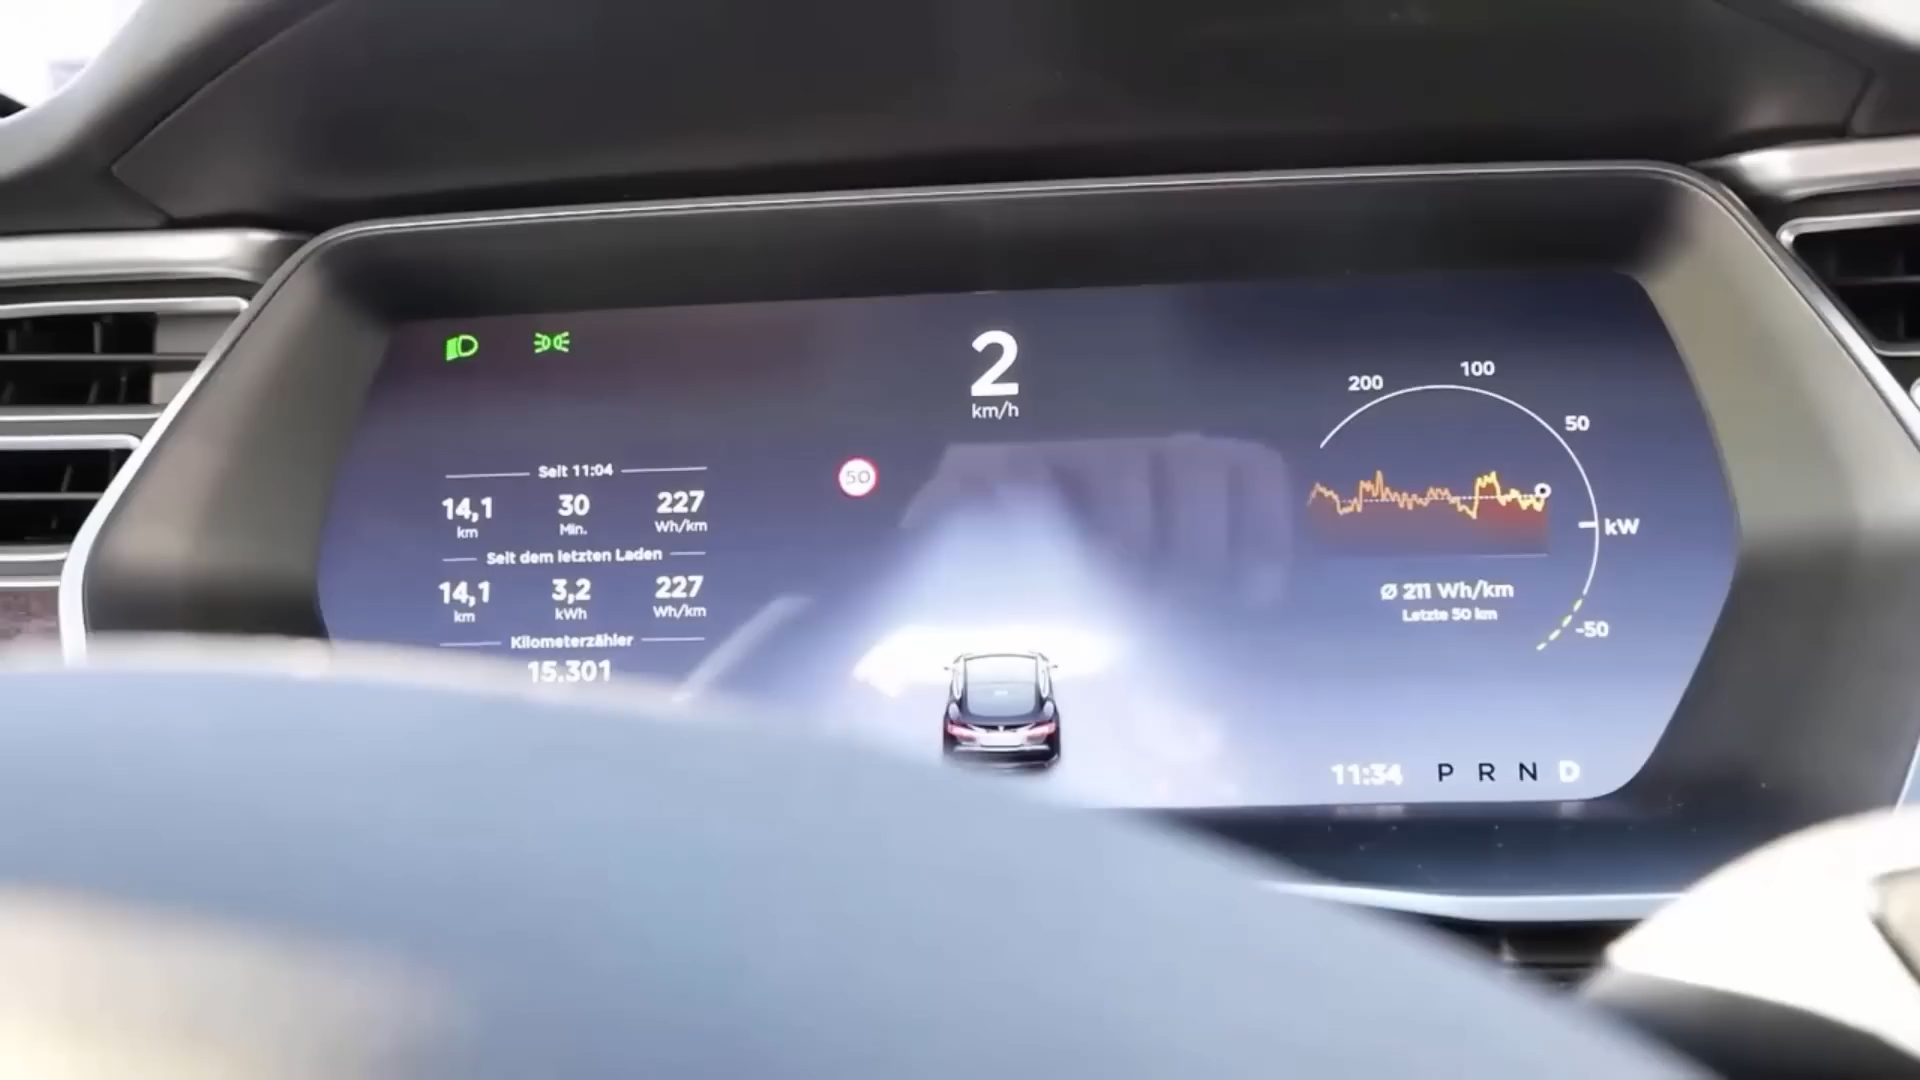 2
km/h
50
Seit 11:04
14,1 30 227
km Min. Wh/km
Seit dem letzten Laden
14,1 3,2 227
km kWh Wh/km
Kilometerzähler
15.301
200 100
50
kW
-50
Ø 211 Wh/km
Letzte 50 km
11:34 P R N D